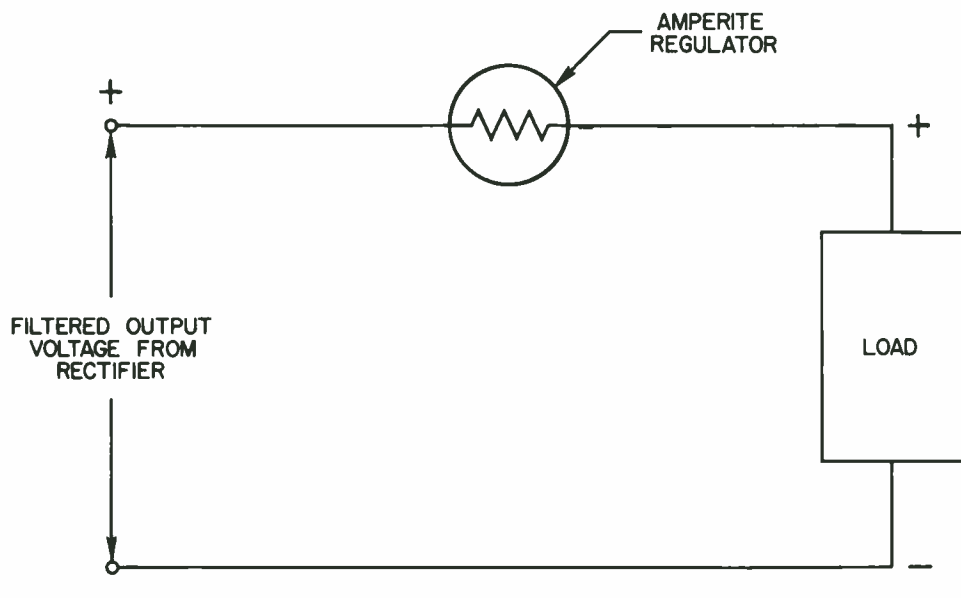 AMPERITE
REGULATOR
+
+
FILTERED OUTPUT
VOLTAGE FROM
RECTIFIER
LOAD
−